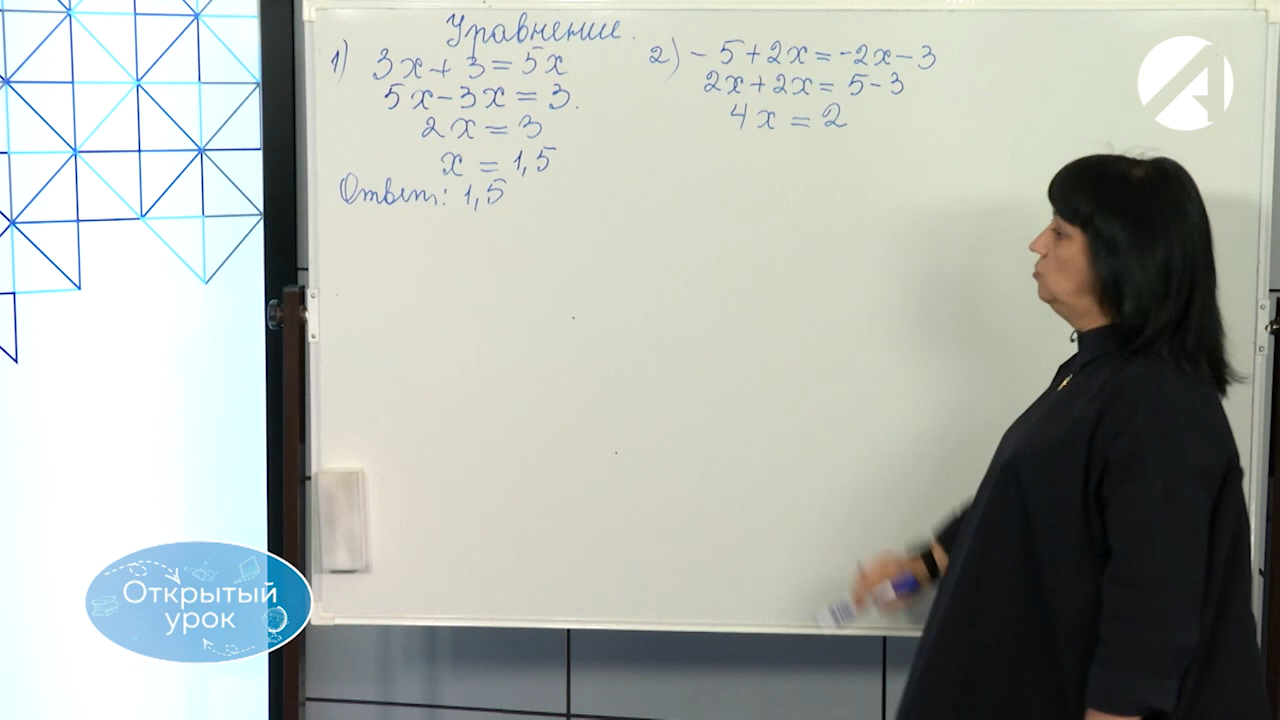 Уравнение.
1) 3x + 3 = 5x
5x - 3x = 3.
2x = 3
x = 1,5
Ответ: 1,5
2) - 5 + 2x = -2x - 3
2x + 2x = 5 - 3
4x = 2
Открытый
урок